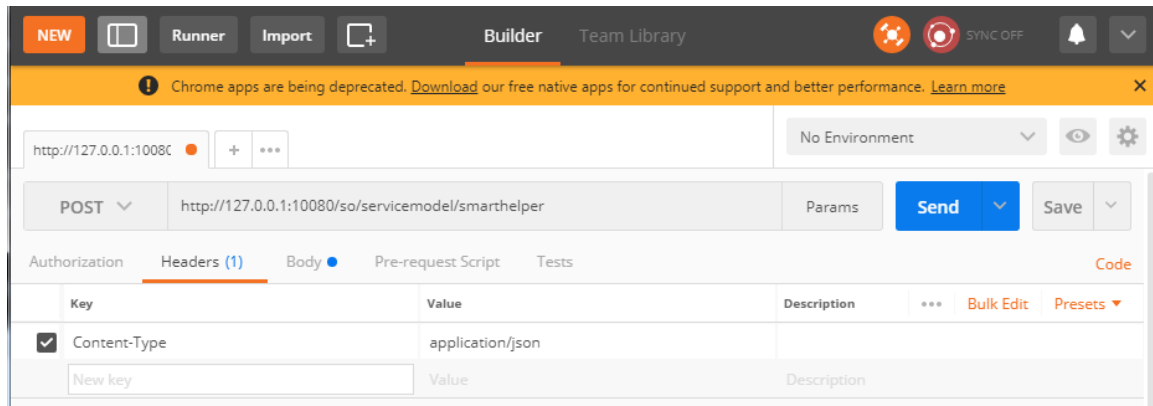 NEW Runner Import Builder Team Library SYNC OFF
Chrome apps are being deprecated. Download our free native apps for continued support and better performance. Learn more
http://127.0.0.1:1008 No Environment
POST http://127.0.0.1:10080/so/servicemodel/smarthelper Params Send Save
Authorization Headers (1) Body Pre-request Script Tests Code
Key Value Description Bulk Edit Presets
Content-Type application/json
New key Value Description